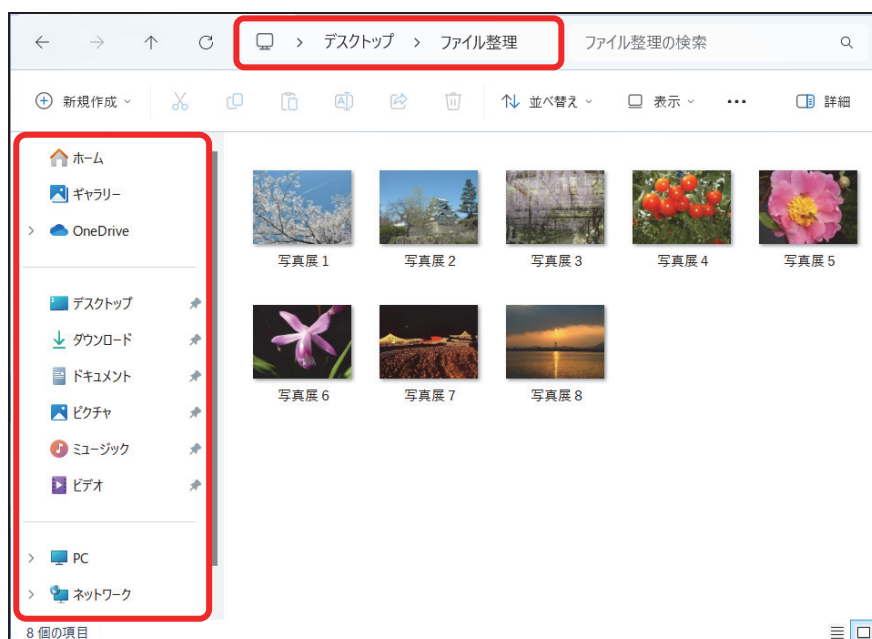 デスクトップ > ファイル整理
ファイル整理の検索
新規作成
並べ替え
表示
詳細
ホーム
ギャラリー
OneDrive
デスクトップ
ダウンロード
ドキュメント
ピクチャ
ミュージック
ビデオ
PC
ネットワーク
写真展 1
写真展 2
写真展 3
写真展 4
写真展 5
写真展 6
写真展 7
写真展 8
8 個の項目